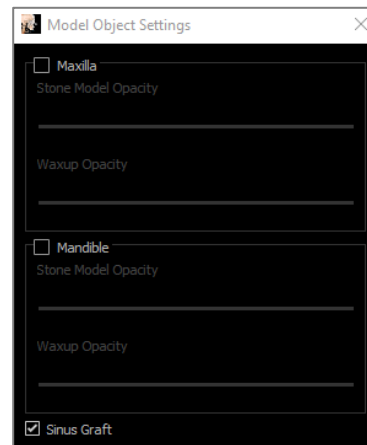 Model Object Settings
Maxilla
Stone Model Opacity
Waxup Opacity
Mandible
Stone Model Opacity
Waxup Opacity
Sinus Graft